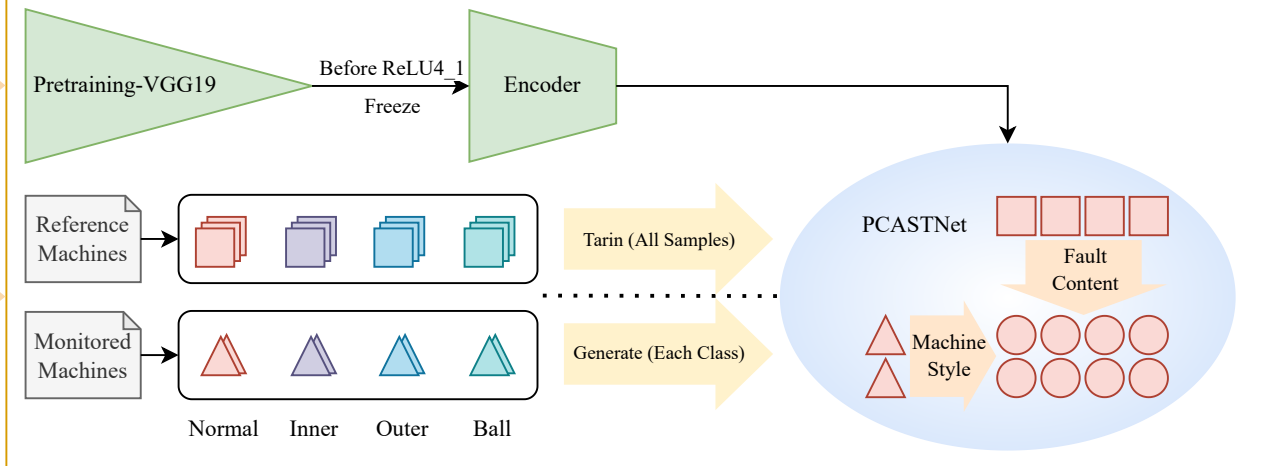 Pretraining-VGG19
Before ReLU4_1
Freeze
Encoder
Reference
Machines
Tarin (All Samples)
PCASTNet
Fault
Content
Monitored
Machines
Generate (Each Class)
Machine
Style
Normal
Inner
Outer
Ball